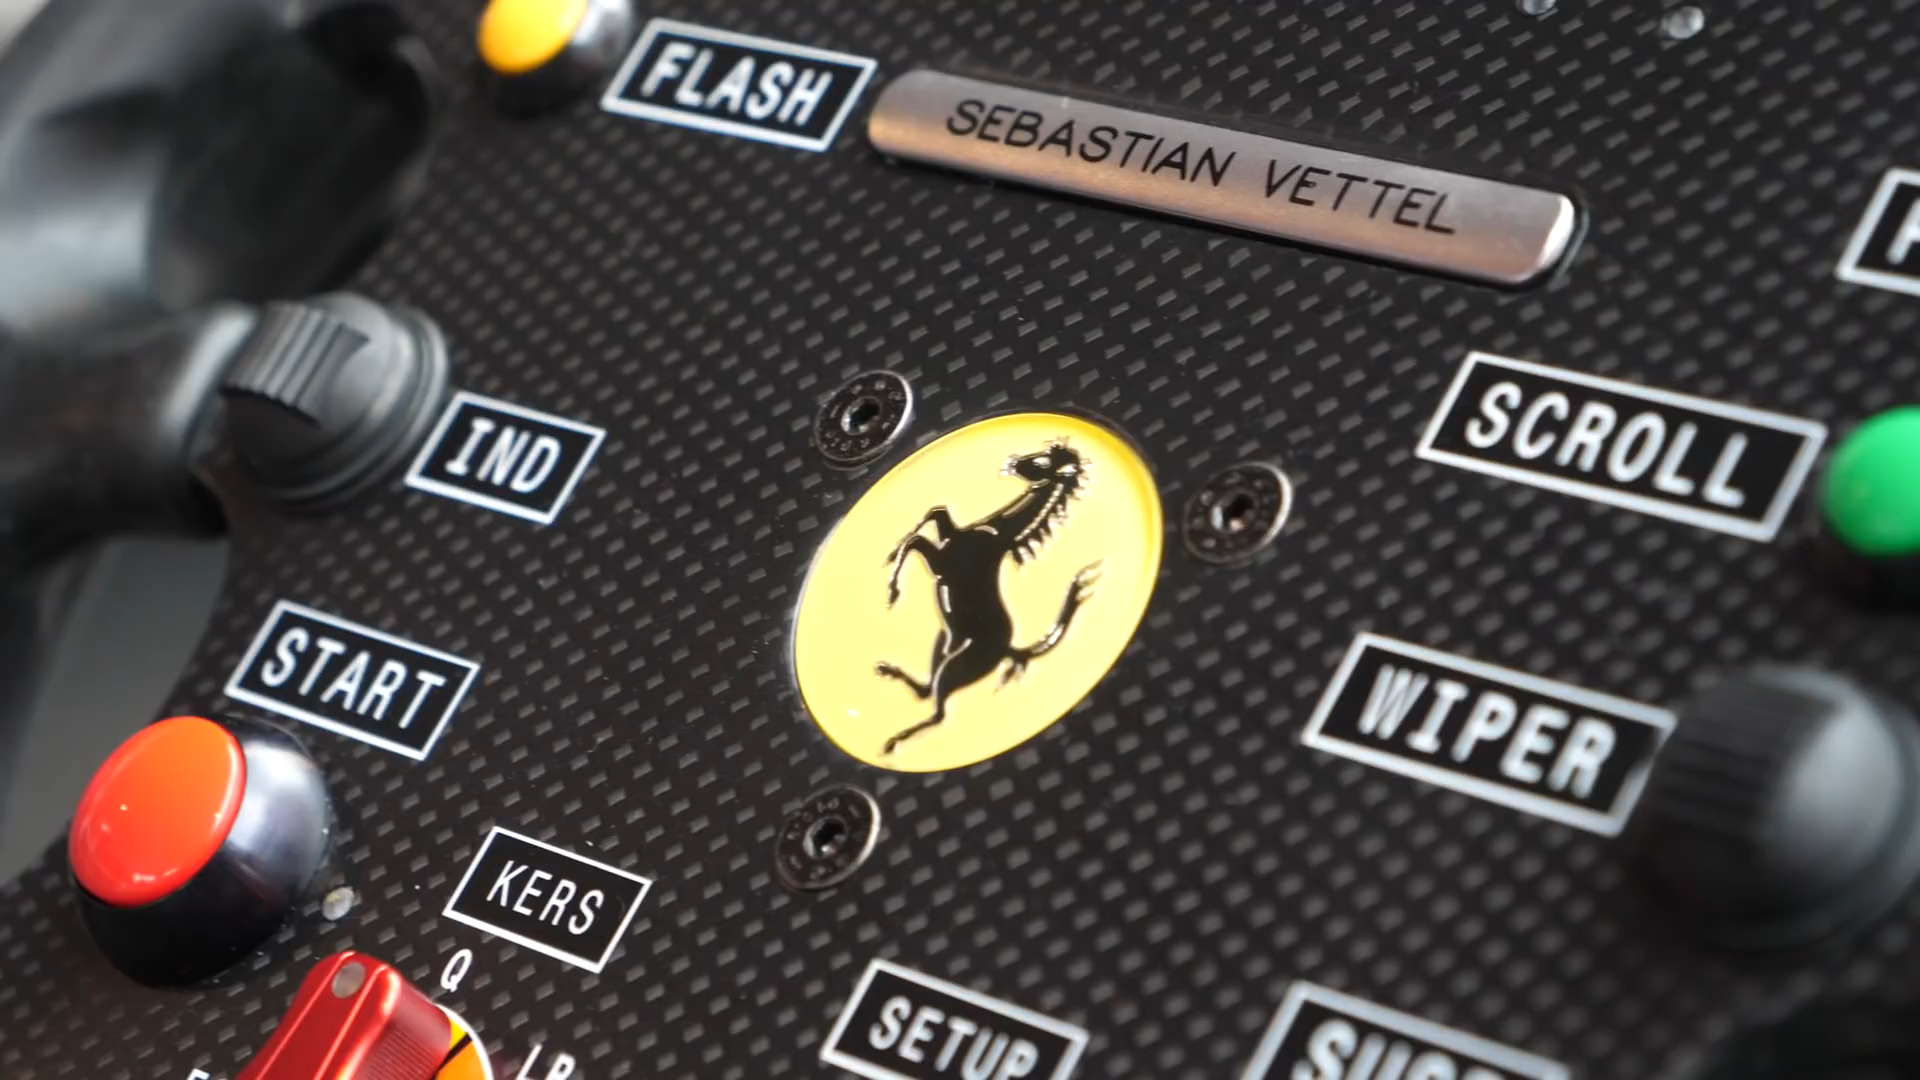 FLASH
SEBASTIAN VETTEL
IND
SCROLL
START
WIPER
KERS
Q
SETUP